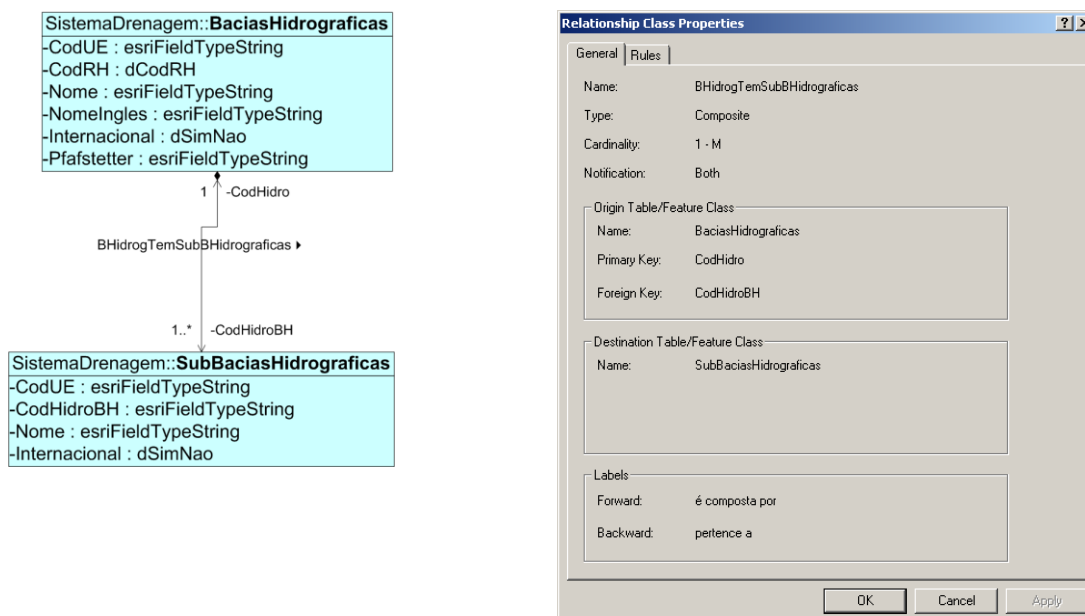 SistemaDrenagem::BaciasHidrograficas
-CodUE : esriFieldTypeString
-CodRH : dCodRH
-Nome : esriFieldTypeString
-NomeIngles : esriFieldTypeString
-Internacional : dSimNao
-Pfafstetter : esriFieldTypeString
1 -CodHidro
BHidrogTemSubBHidrograficas
1..* -CodHidroBH
SistemaDrenagem::SubBaciasHidrograficas
-CodUE : esriFieldTypeString
-CodHidroBH : esriFieldTypeString
-Nome : esriFieldTypeString
-Internacional : dSimNao
Relationship Class Properties
General Rules
Name: BHidrogTemSubBHidrograficas
Type: Composite
Cardinality: 1 - M
Notification: Both
Origin Table/Feature Class
Name: BaciasHidrograficas
Primary Key: CodHidro
Foreign Key: CodHidroBH
Destination Table/Feature Class
Name: SubBaciasHidrograficas
Labels
Forward: é composta por
Backward: pertence a
OK Cancel Apply